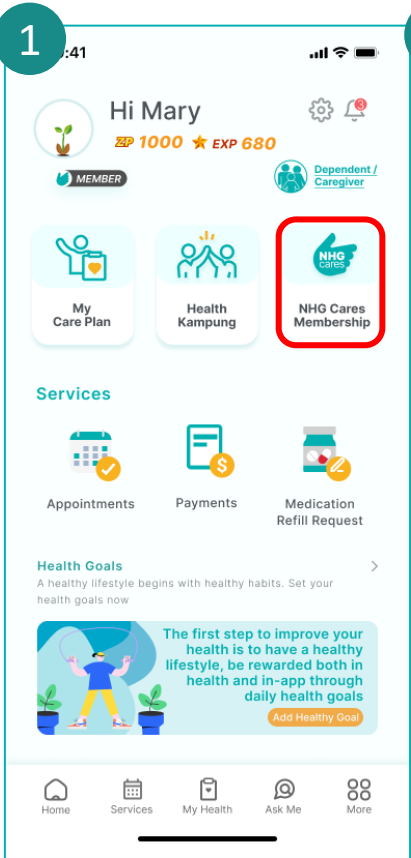 1
:41
Hi Mary
ZP 1000 EXP 680
MEMBER
Dependent /
Caregiver
3
My
Care Plan
Health
Kampung
NHG
cares
NHG Cares
Membership
Services
Appointments
Payments
Medication
Refill Request
Health Goals
A healthy lifestyle begins with healthy habits. Set your
health goals now
The first step to improve your
health is to have a healthy
lifestyle, be rewarded both in
health and in-app through
daily health goals
Add Healthy Goal
Home
Services
My Health
Ask Me
More